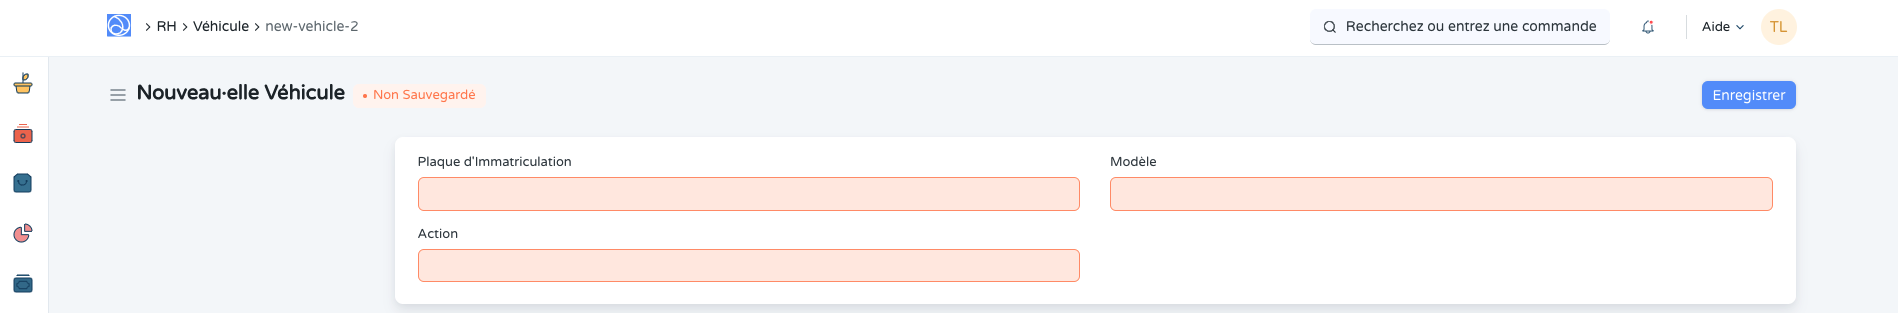 RH Véhicule new-vehicle-2
Recherchez ou entrez une commande
Aide
TL
Nouveau·elle Véhicule
Non Sauvegardé
Enregistrer
Plaque d'Immatriculation
Modèle
Action